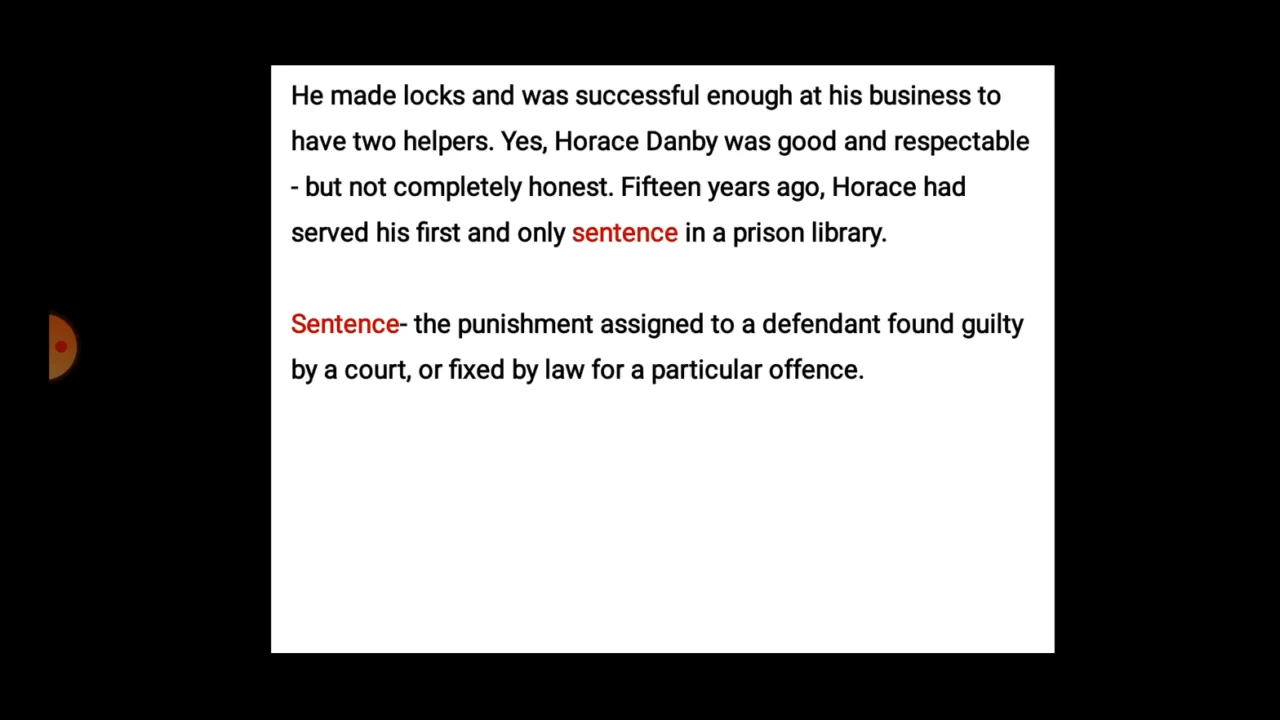 He made locks and was successful enough at his business to
have two helpers. Yes, Horace Danby was good and respectable
- but not completely honest. Fifteen years ago, Horace had
served his first and only sentence in a prison library.
Sentence- the punishment assigned to a defendant found guilty
by a court, or fixed by law for a particular offence.